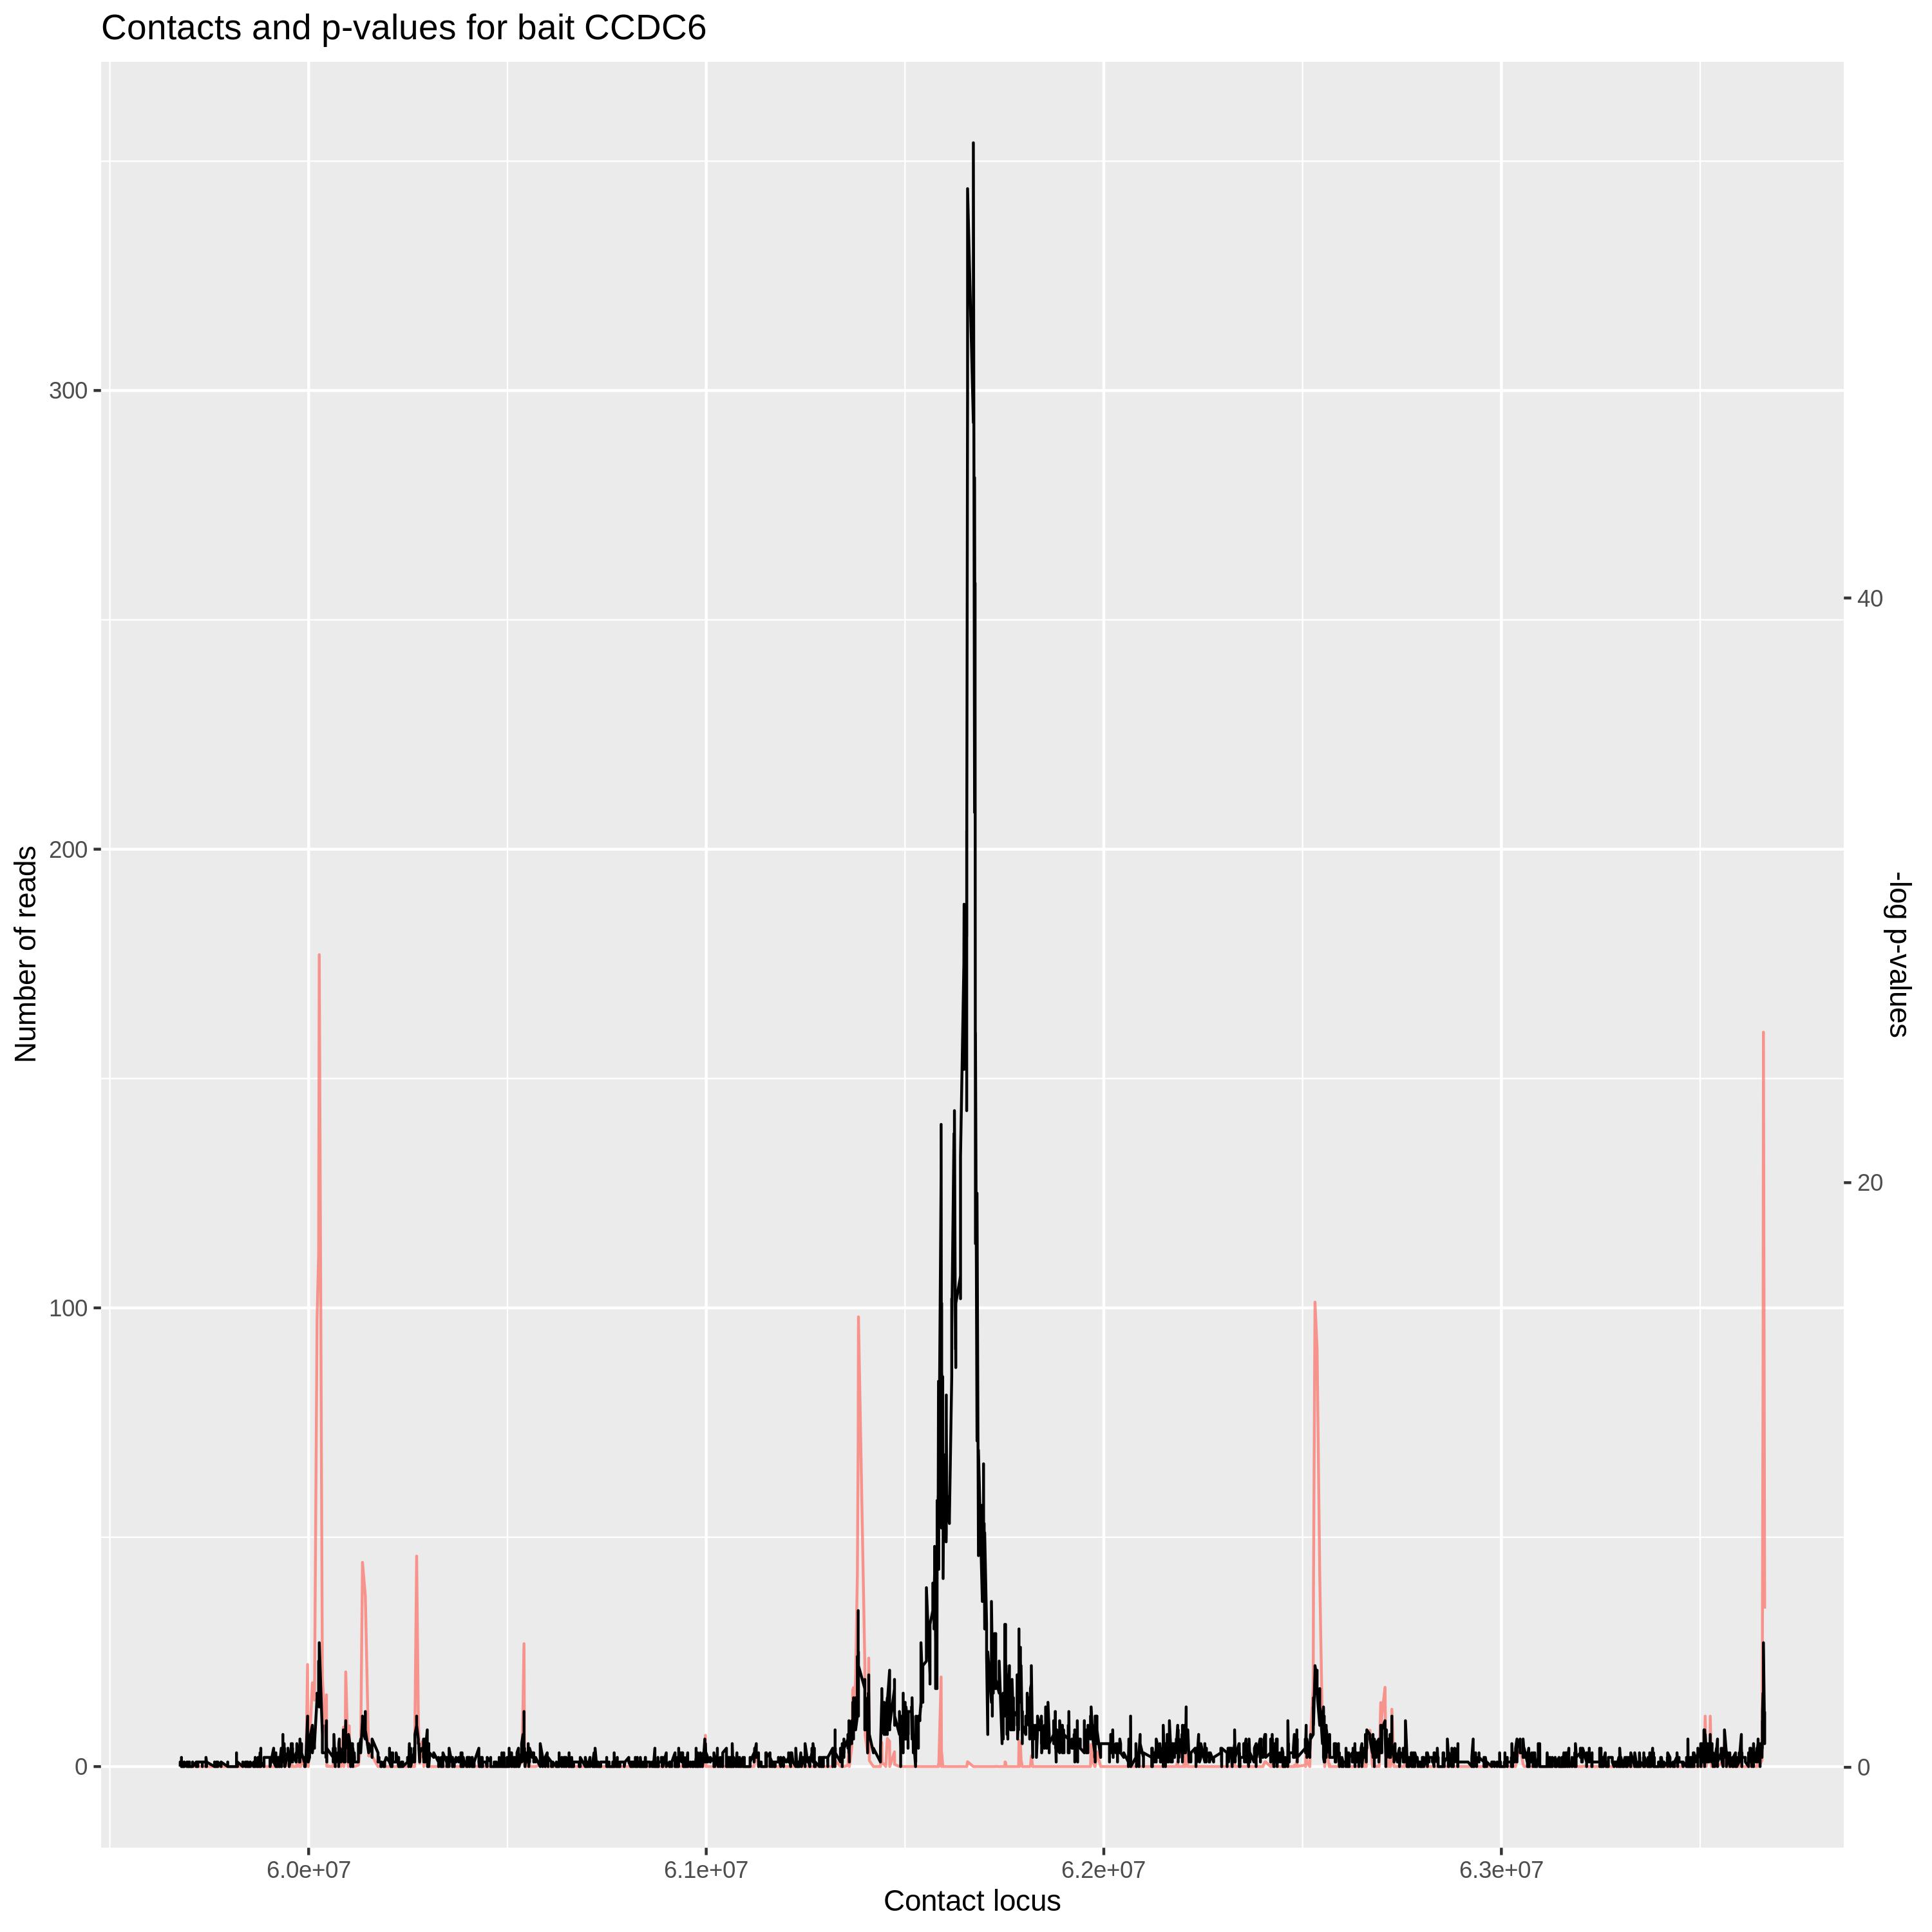 Contacts and p-values for bait CCDC6
Number of reads
300
200
100
0
-log p-values
40
20
0
6.0e+07 6.1e+07 6.2e+07 6.3e+07
Contact locus